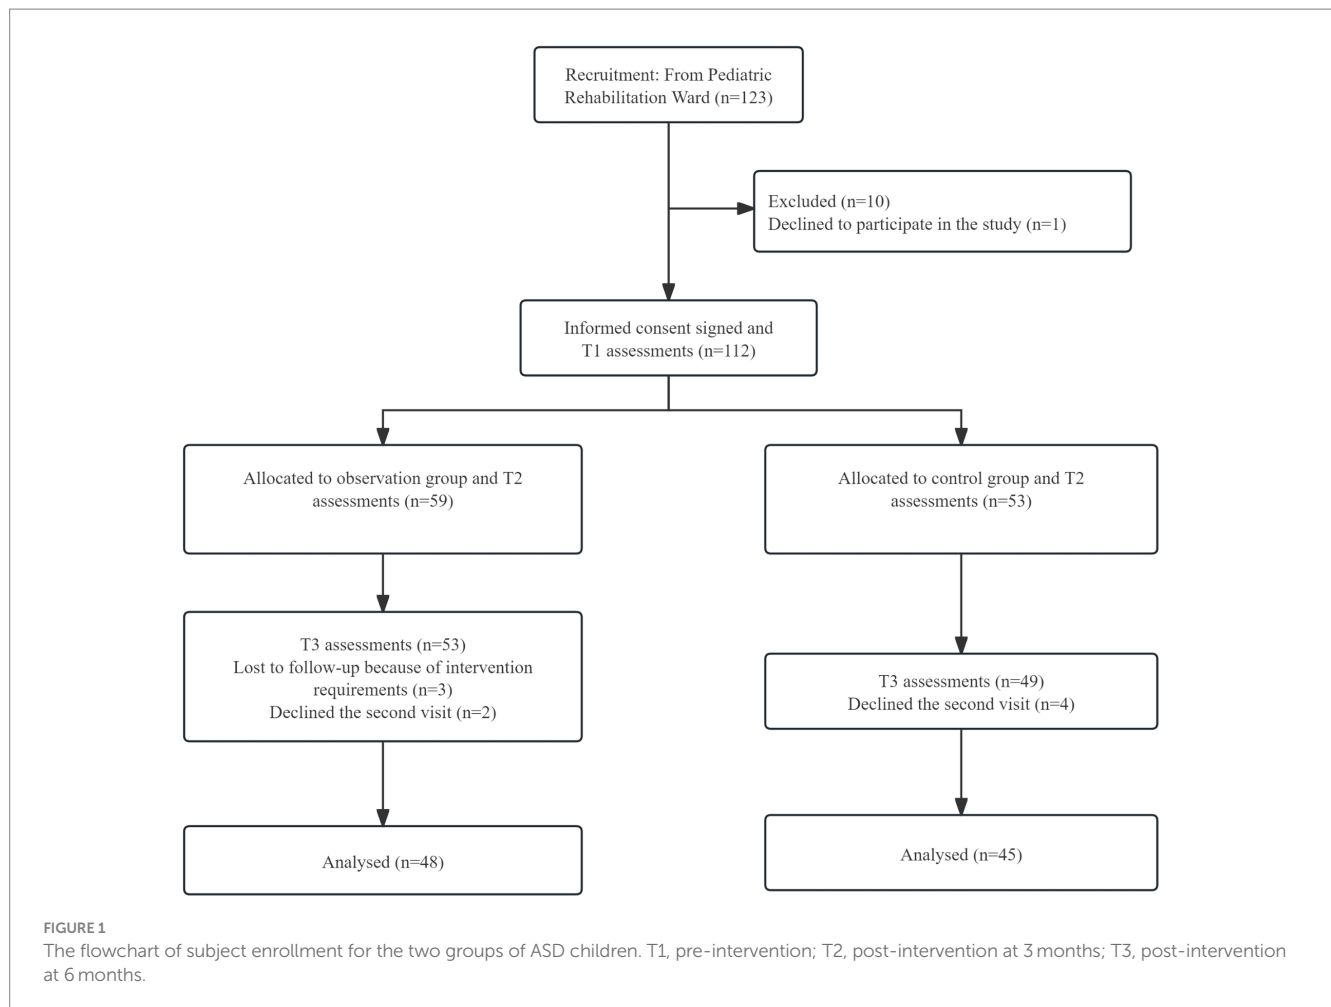 Recruitment: From Pediatric
Rehabilitation Ward (n=123)
Excluded (n=10)
Declined to participate in the study (n=1)
Informed consent signed and
T1 assessments (n=112)
Allocated to observation group and T2
assessments (n=59)
Allocated to control group and T2
assessments (n=53)
T3 assessments (n=53)
Lost to follow-up because of intervention
requirements (n=3)
Declined the second visit (n=2)
T3 assessments (n=49)
Declined the second visit (n=4)
Analysed (n=48)
Analysed (n=45)
FIGURE 1
The flowchart of subject enrollment for the two groups of ASD children. T1, pre-intervention; T2, post-intervention at 3 months; T3, post-intervention
at 6 months.